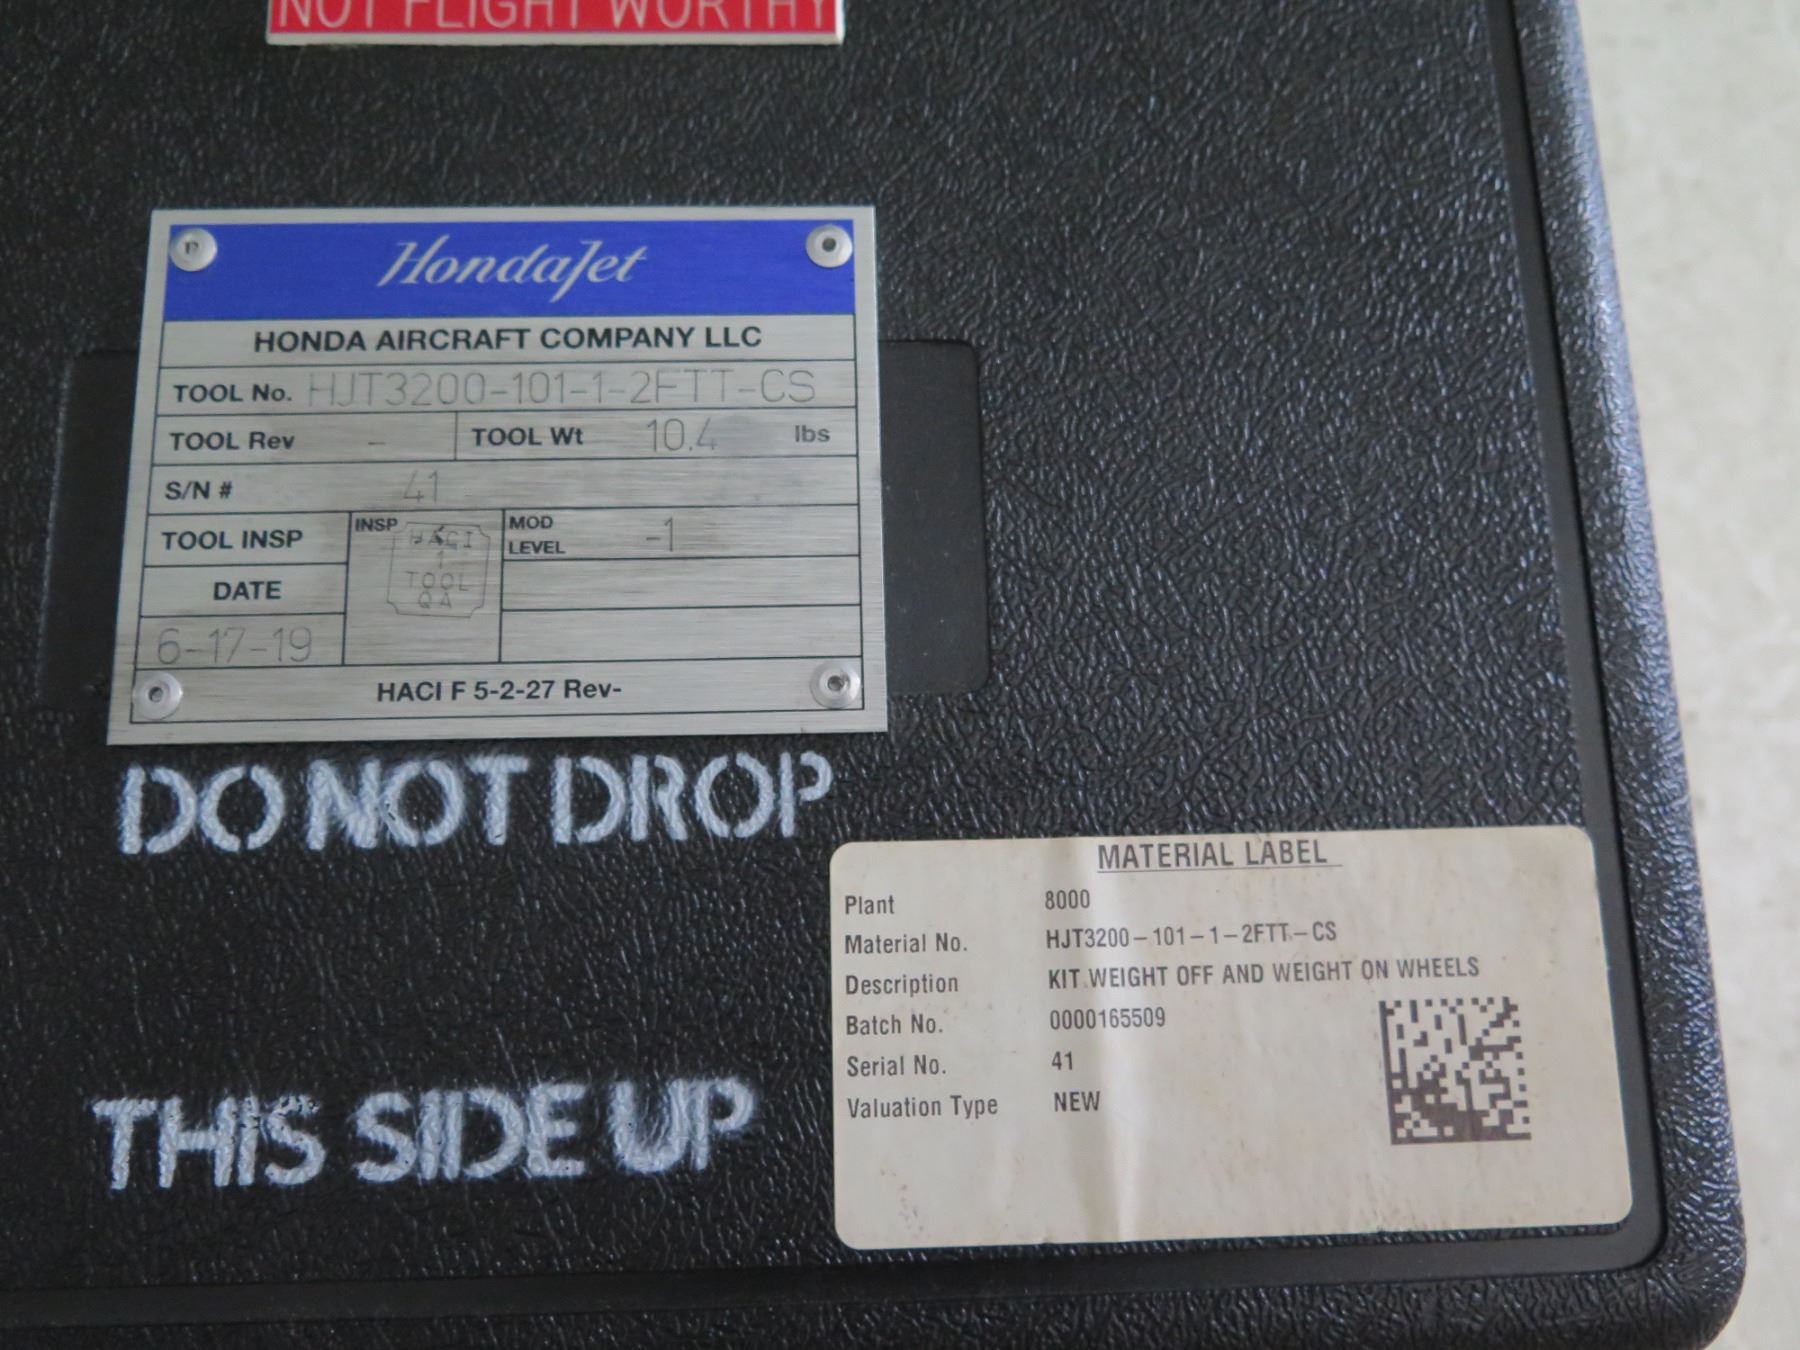 NOT FLIGHT WORTHY
HondaJet
HONDA AIRCRAFT COMPANY LLC
TOOL No. HJT3200-101-1-2FTT-CS
TOOL Rev - TOOL Wt 10.4 lbs
S/N # 41
TOOL INSP
DATE
6-17-19
INSP
HACI
1
TOOL
QA
MOD
LEVEL -1
HACI F 5-2-27 Rev-
DO NOT DROP
THIS SIDE UP
MATERIAL LABEL
Plant 8000
Material No. HJT3200-101-1-2FTT-CS
Description KIT WEIGHT OFF AND WEIGHT ON WHEELS
Batch No. 0000165509
Serial No. 41
Valuation Type NEW